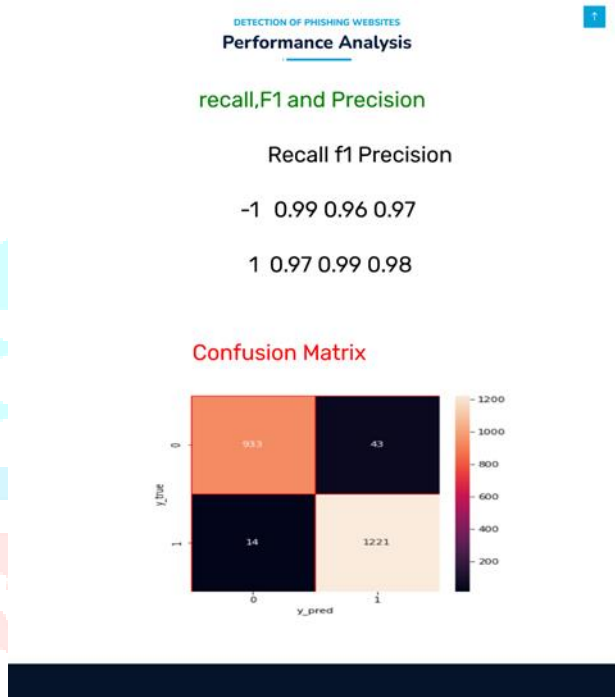 DETECTION OF PHISHING WEBSITES
↑
Performance Analysis
recall,F1 and Precision
Recall f1 Precision
-1 0.99 0.96 0.97
1 0.97 0.99 0.98
Confusion Matrix
1200
1000
800
600
400
200
y_true
0
933
43
1
14
1221
0
1
y_pred